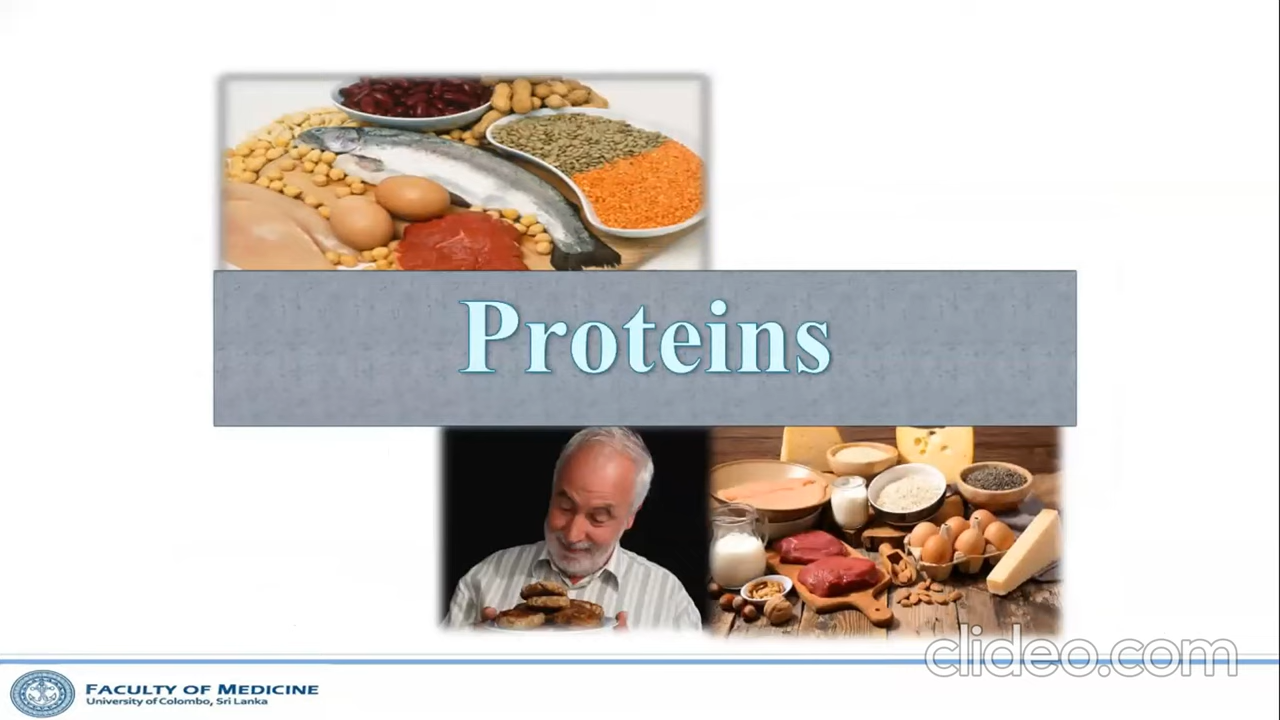 Proteins
clideo.com
FACULTY OF MEDICINE
University of Colombo, Sri Lanka